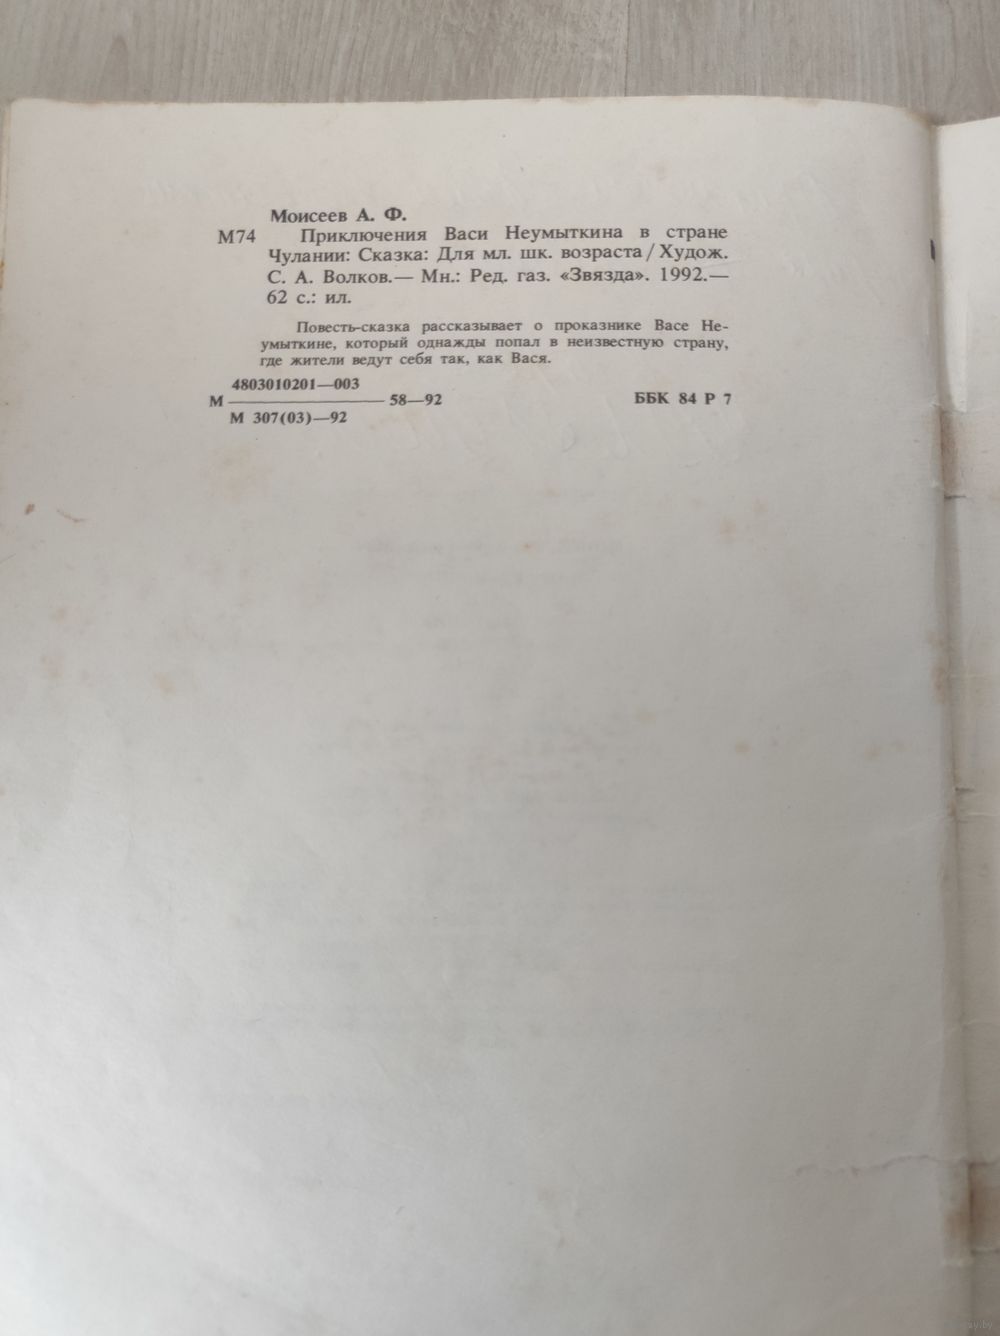 Моисеев А. Ф.
М74 Приключения Васи Неумыткина в стране
Чулании: Сказка: Для мл. шк. возраста / Худож.
С. А. Волков.— Мн.: Ред. газ. «Звязда». 1992.—
62 с.: ил.
Повесть-сказка рассказывает о проказнике Васе Не-
умыткине, который однажды попал в неизвестную страну,
где жители ведут себя так, как Вася.
4803010201—003
М ———— 58—92 ББК 84 Р 7
М 307(03)—92